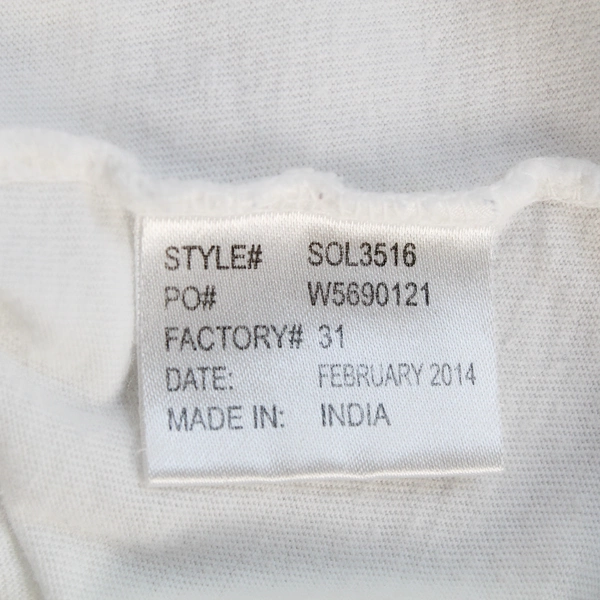 STYLE# SOL3516
PO# W5690121
FACTORY# 31
DATE: FEBRUARY 2014
MADE IN: INDIA